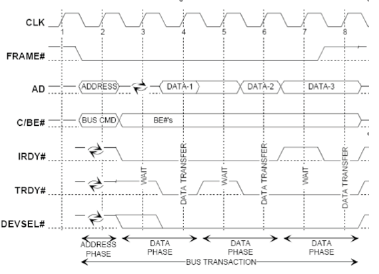 CLK
1 2 3 4 5 6 7 8
FRAME#
AD ADDRESS DATA-1 DATA-2 DATA-3
C/BE# BUS CMD BE#'s
IRDY#
WAIT DATA TRANSFER WAIT DATA TRANSFER WAIT DATA TRANSFER
TRDY#
DEVSEL#
ADDRESS PHASE DATA PHASE DATA PHASE DATA PHASE
BUS TRANSACTION